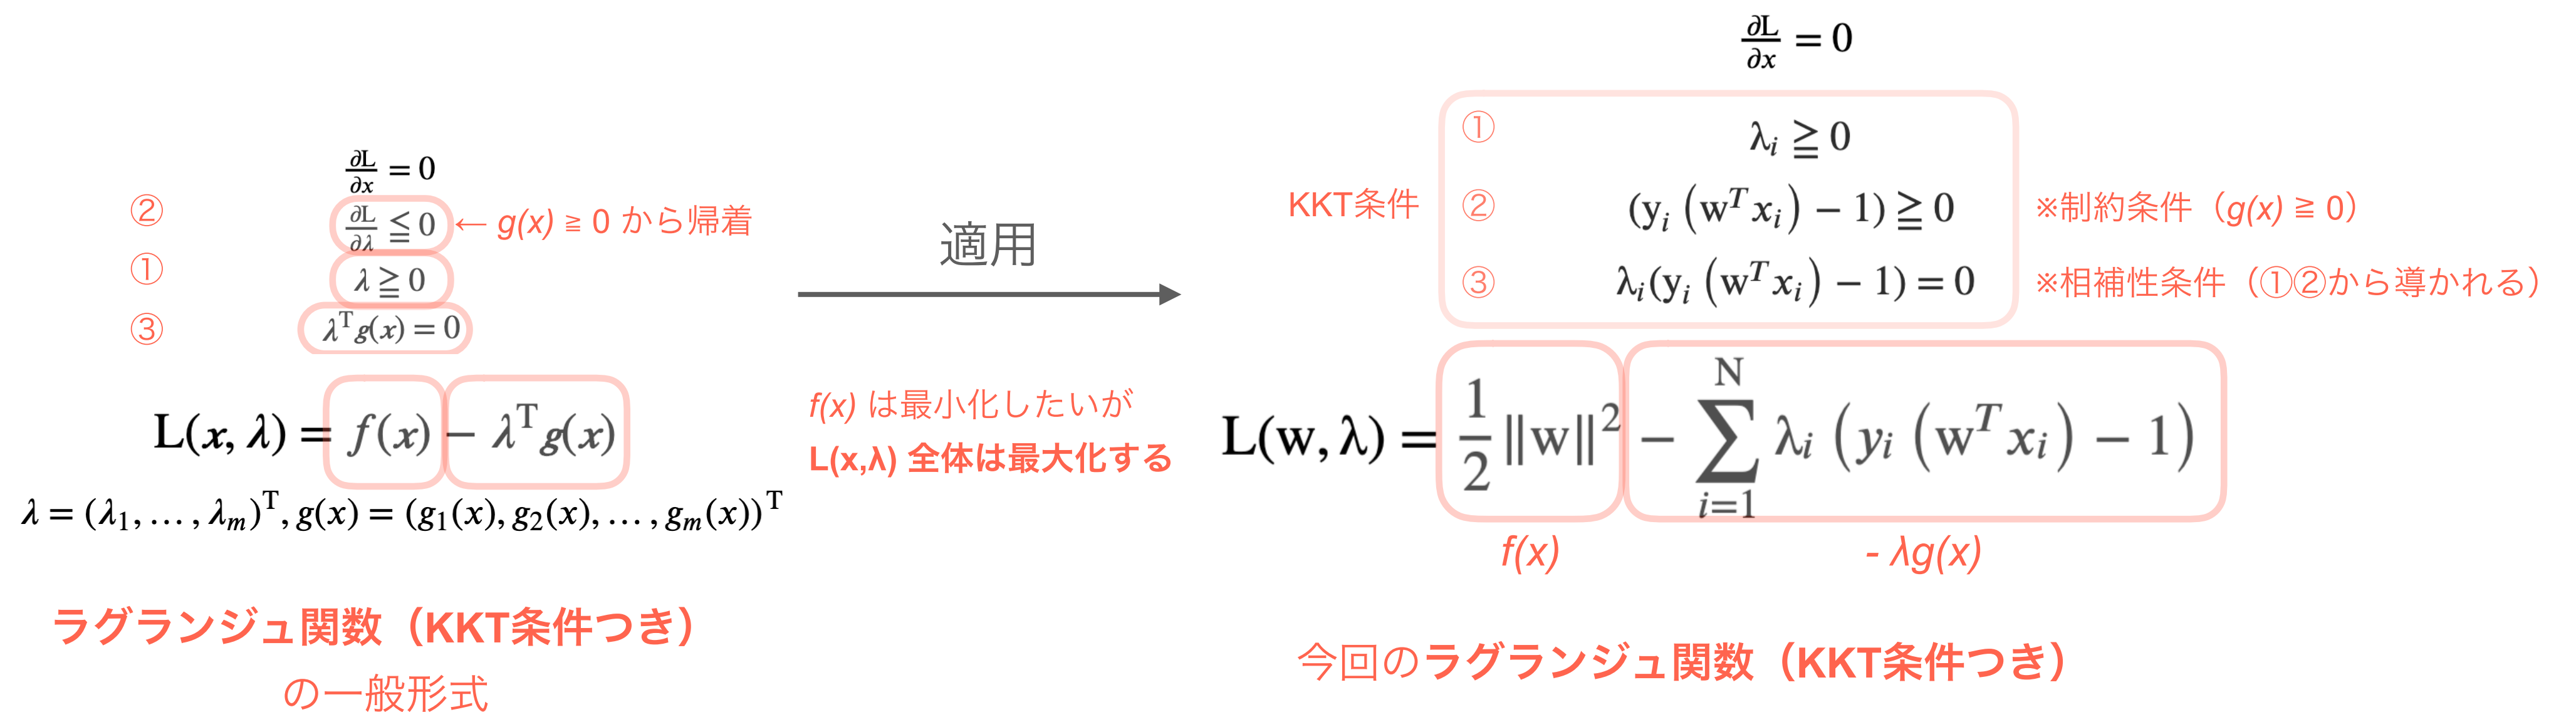 ∂L/∂x = 0
② ∂L/∂λ ≦ 0 ← g(x) ≧ 0 から帰着
① λ ≧ 0
③ λᵀg(x) = 0
L(x, λ) = f(x) − λᵀg(x)
λ = (λ₁, …, λₘ)ᵀ, g(x) = (g₁(x), g₂(x), …, gₘ(x))ᵀ
ラグランジュ関数（KKT条件つき）
の一般形式
適用
f(x) は最小化したいが
L(x,λ) 全体は最大化する
∂L/∂x = 0
KKT条件
① λᵢ ≧ 0
② (yᵢ (wᵀxᵢ) − 1) ≧ 0 ※制約条件（g(x) ≧ 0）
③ λᵢ(yᵢ (wᵀxᵢ) − 1) = 0 ※相補性条件（①②から導かれる）
L(w, λ) = 1/2 ‖w‖² − ∑_{i=1}^{N} λᵢ (yᵢ (wᵀxᵢ) − 1)
f(x) - λg(x)
今回のラグランジュ関数（KKT条件つき）